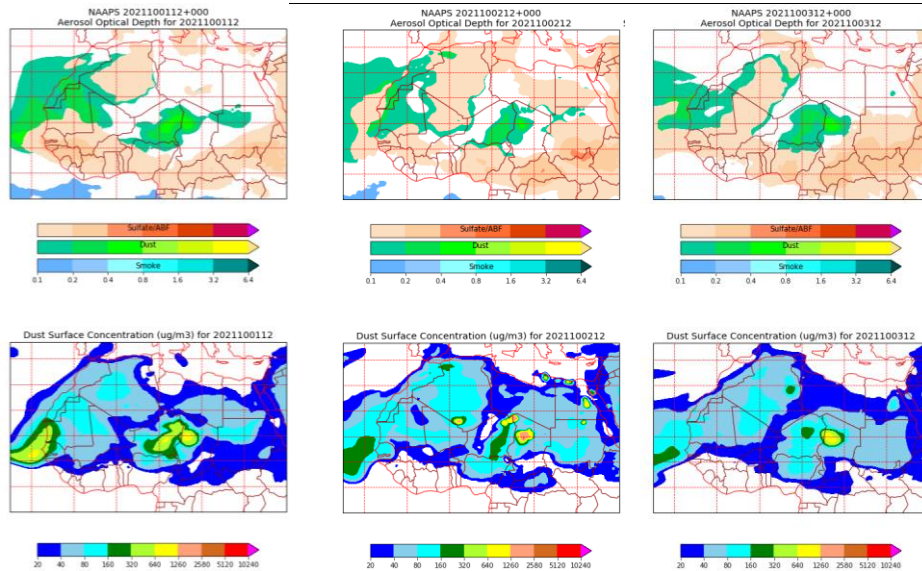 NAAPS 2021100112+000
Aerosol Optical Depth for 2021100112
NAAPS 2021100212+000
Aerosol Optical Depth for 2021100212
NAAPS 2021100312+000
Aerosol Optical Depth for 2021100312
Sulfate/ABF
Dust
Smoke
0.1 0.2 0.4 0.8 1.6 3.2 6.4
Sulfate/ABF
Dust
Smoke
0.1 0.2 0.4 0.8 1.6 3.2 6.4
Sulfate/ABF
Dust
Smoke
0.1 0.2 0.4 0.8 1.6 3.2 6.4
Dust Surface Concentration (ug/m3) for 2021100112
Dust Surface Concentration (ug/m3) for 2021100212
Dust Surface Concentration (ug/m3) for 2021100312
20 40 80 160 320 640 1260 2580 5120 10240
20 40 80 160 320 640 1260 2580 5120 10240
20 40 80 160 320 640 1260 2580 5120 10240